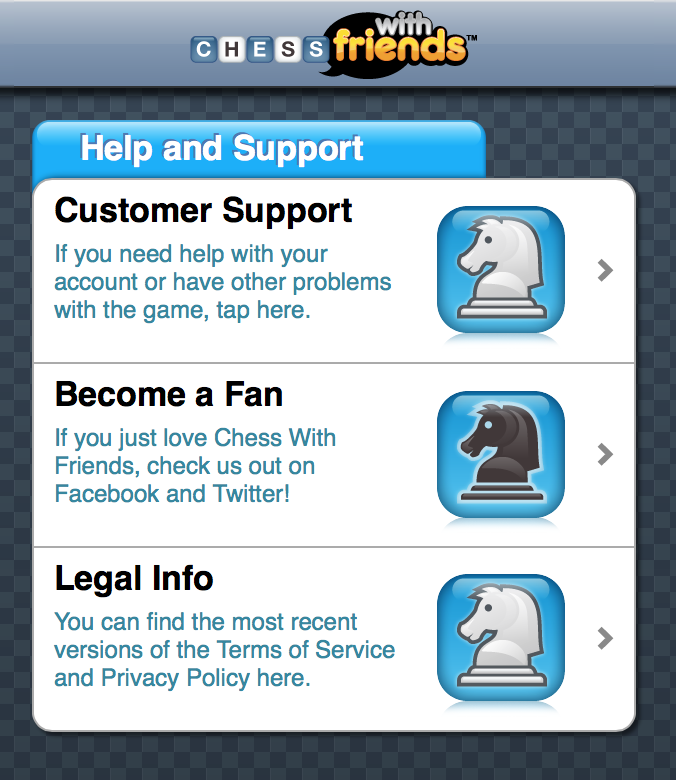 CHESS with friends™
Help and Support
Customer Support
If you need help with your
account or have other problems
with the game, tap here.
Become a Fan
If you just love Chess With
Friends, check us out on
Facebook and Twitter!
Legal Info
You can find the most recent
versions of the Terms of Service
and Privacy Policy here.